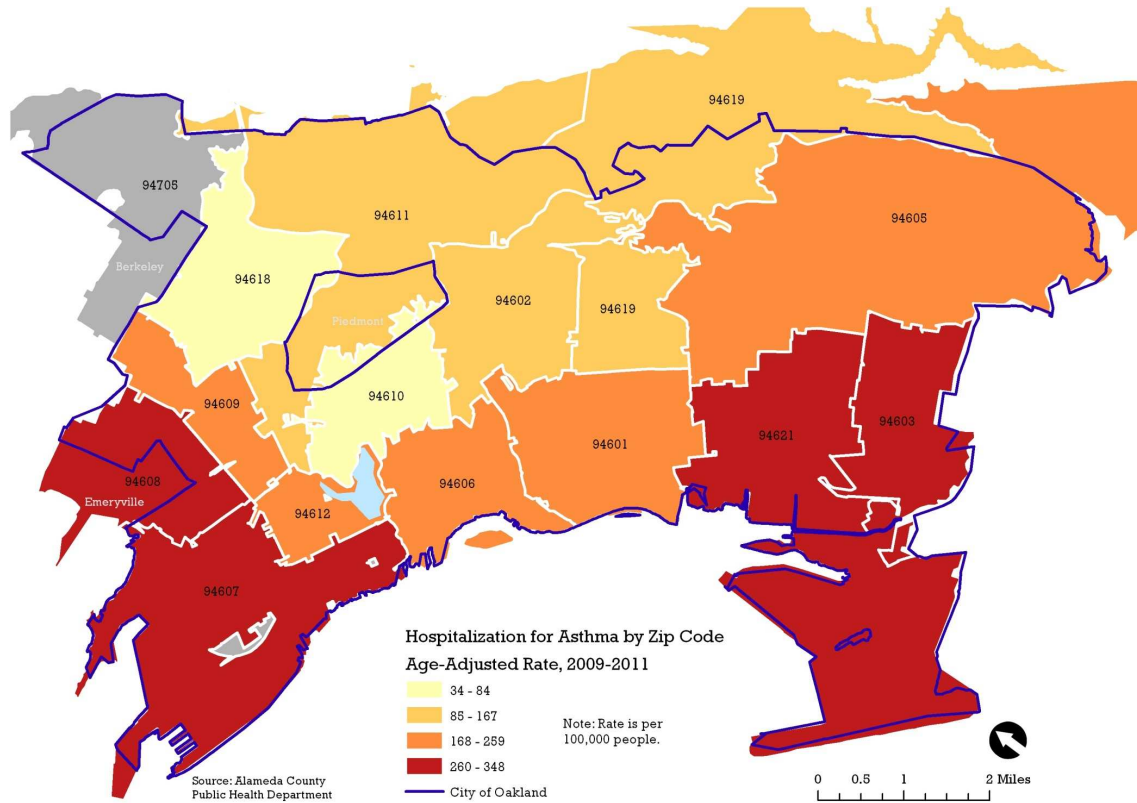 94619
94705
94611
94605
Berkeley
94618
94602
Piedmont
94619
94610
94609
94601
94621
94603
94608
Emeryville
94606
94612
94607
Hospitalization for Asthma by Zip Code
Age-Adjusted Rate, 2009-2011
34 - 84
85 - 167
168 - 259
260 - 348
City of Oakland
Note: Rate is per
100,000 people.
Source: Alameda County
Public Health Department
0 0.5 1 2 Miles